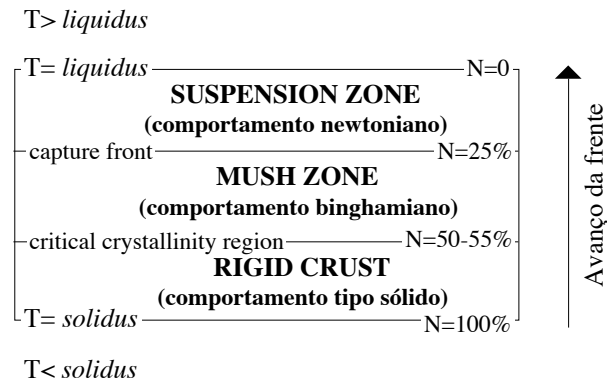 T> liquidus
T= liquidus N=0
SUSPENSION ZONE
(comportamento newtoniano)
capture front N=25%
MUSH ZONE
(comportamento binghamiano)
critical crystallinity region N=50-55%
RIGID CRUST
(comportamento tipo sólido)
T= solidus N=100%
T< solidus
Avanço da frente